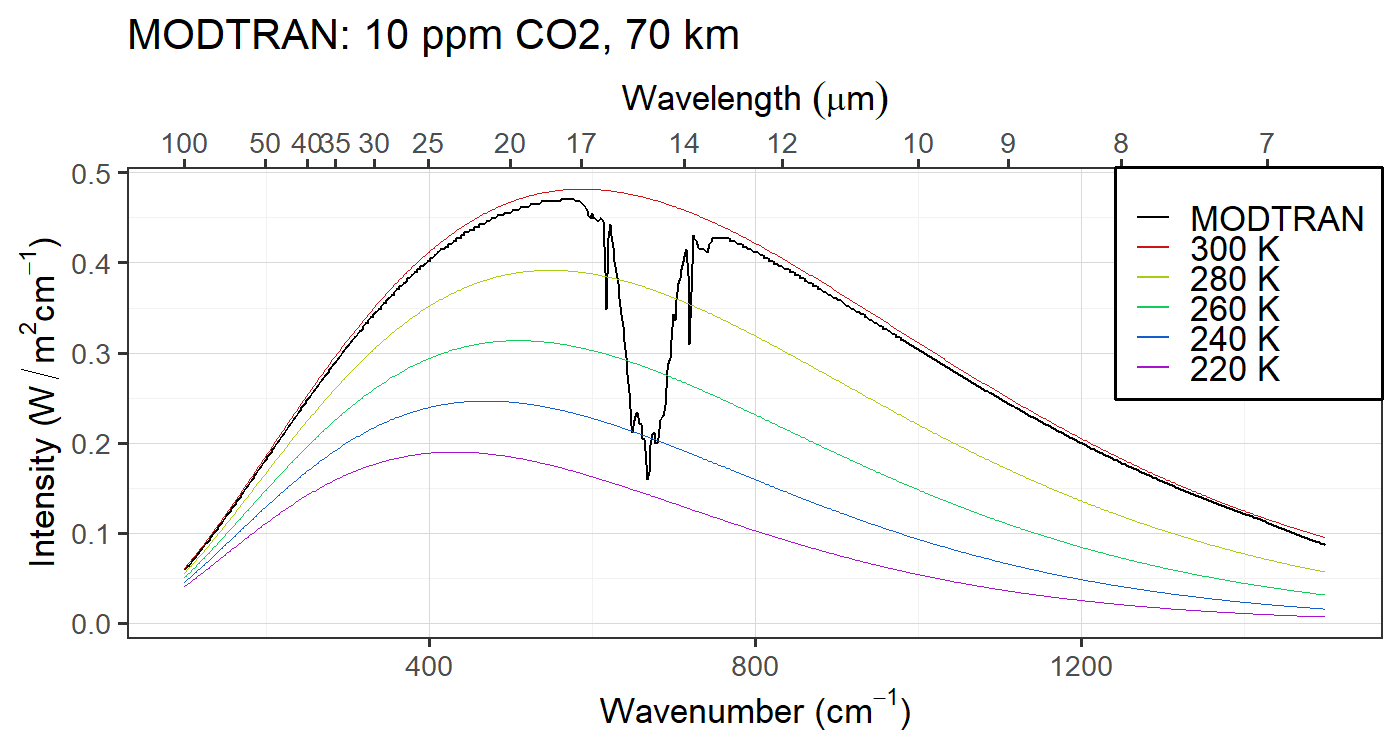 MODTRAN: 10 ppm CO2, 70 km
Wavelength (μm)
100 50 40 35 30 25 20 17 14 12 10 9 8 7
0.5
0.4
0.3
0.2
0.1
0.0
Intensity (W / m²cm⁻¹)
MODTRAN
300 K
280 K
260 K
240 K
220 K
400 800 1200
Wavenumber (cm⁻¹)